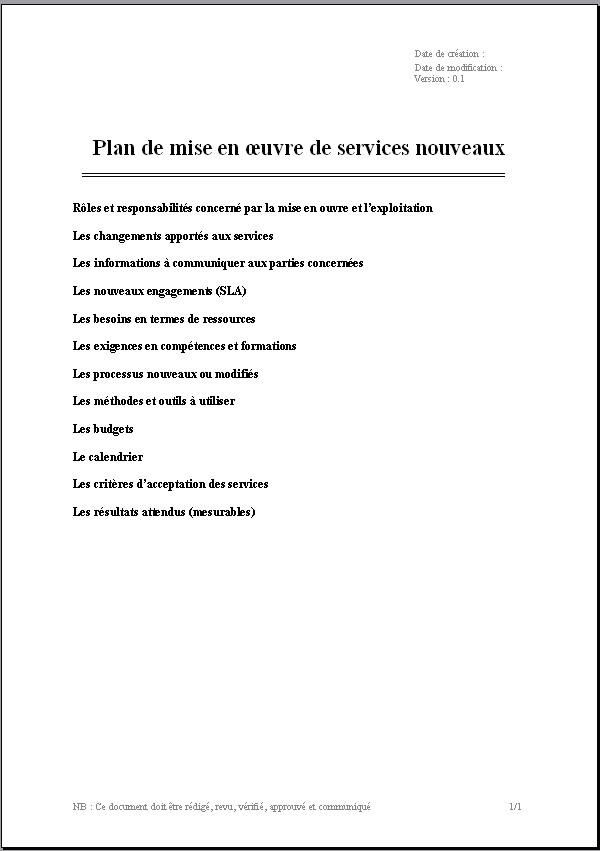 Date de création :
Date de modification :
Version : 0.1
Plan de mise en œuvre de services nouveaux
Rôles et responsabilités concerné par la mise en ouvre et l’exploitation
Les changements apportés aux services
Les informations à communiquer aux parties concernées
Les nouveaux engagements (SLA)
Les besoins en termes de ressources
Les exigences en compétences et formations
Les processus nouveaux ou modifiés
Les méthodes et outils à utiliser
Les budgets
Le calendrier
Les critères d’acceptation des services
Les résultats attendus (mesurables)
NB : Ce document doit être rédigé, revu, vérifié, approuvé et communiqué 1/1